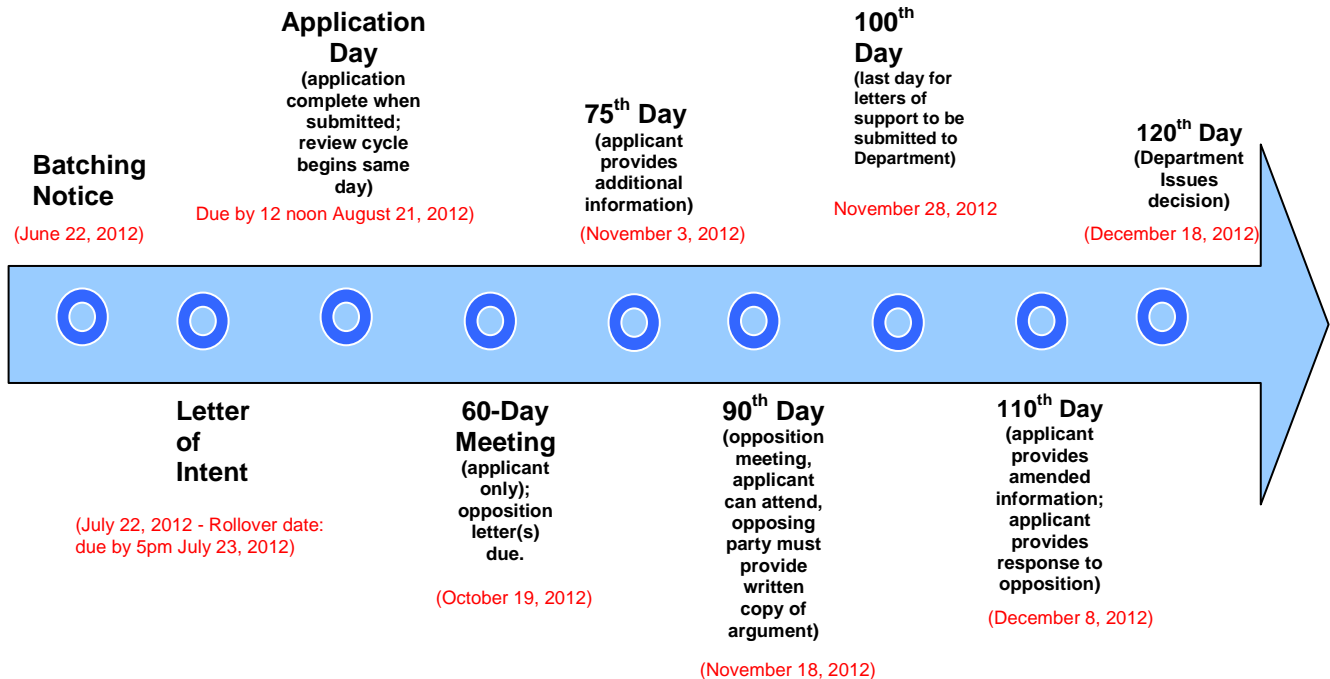 Batching
Notice
(June 22, 2012)
Letter
of
Intent
(July 22, 2012 - Rollover date:
due by 5pm July 23, 2012)
Application
Day
(application
complete when
submitted;
review cycle
begins same
day)
Due by 12 noon August 21, 2012)
60-Day
Meeting
(applicant
only);
opposition
letter(s)
due.
(October 19, 2012)
75th Day
(applicant
provides
additional
information)
(November 3, 2012)
90th Day
(opposition
meeting,
applicant
can attend,
opposing
party must
provide
written
copy of
argument)
(November 18, 2012)
100th
Day
(last day for
letters of
support to be
submitted to
Department)
November 28, 2012
110th Day
(applicant
provides
amended
information;
applicant
provides
response to
opposition)
(December 8, 2012)
120th Day
(Department
Issues
decision)
(December 18, 2012)